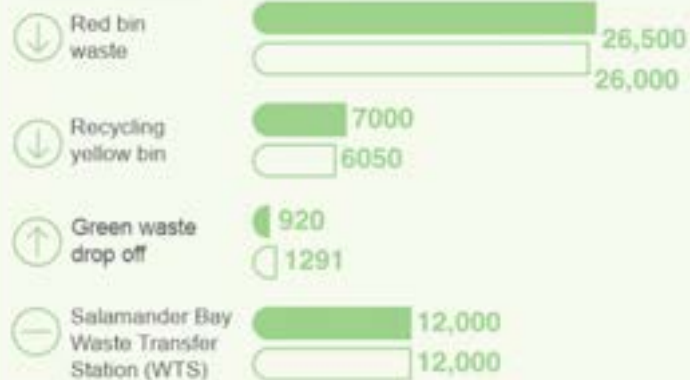 Red bin
waste
26,500
26,000
Recycling
yellow bin
7000
6050
Green waste
drop off
920
1291
Salamander Bay
Waste Transfer
Station (WTS)
12,000
12,000